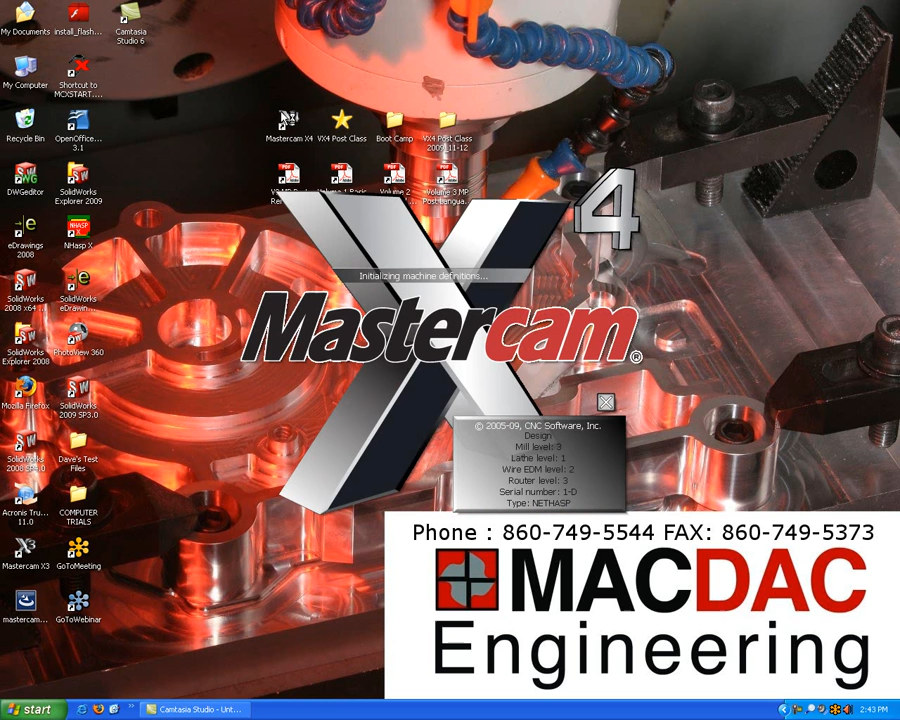 My Documents
install_flash...
Camtasia
Studio 6
My Computer
Shortcut to
MCXSTART....
Recycle Bin
OpenOffice....
3.1
Mastercam X4
VX4 Post Class
Boot Camp
VX4 Post Class
2009 11-12
DWGeditor
SolidWorks
Explorer 2009
Volume 2
Volume 3 MP
4
eDrawings
2008
NHasp X
Initializing machine definitions...
SolidWorks
2008 x64 ...
SolidWorks
eDrawin...
Mastercam®
SolidWorks
Explorer 2008
PhotoView 360
Mozilla Firefox
SolidWorks
2009 SP3.0
© 2005-09, CNC Software, Inc.
Design
Mill level: 3
Lathe level: 1
Wire EDM level: 2
Router level: 3
Serial number: 1-D
Type: NETHASP
SolidWorks
2008 SP4.0
Dave's Test
Files
Acronis Tru...
11.0
COMPUTER
TRIALS
Phone : 860-749-5544 FAX: 860-749-5373
MACDAC
Engineering
Mastercam X3
GoToMeeting
mastercam...
GoToWebinar
start
Camtasia Studio - Unt...
2:43 PM